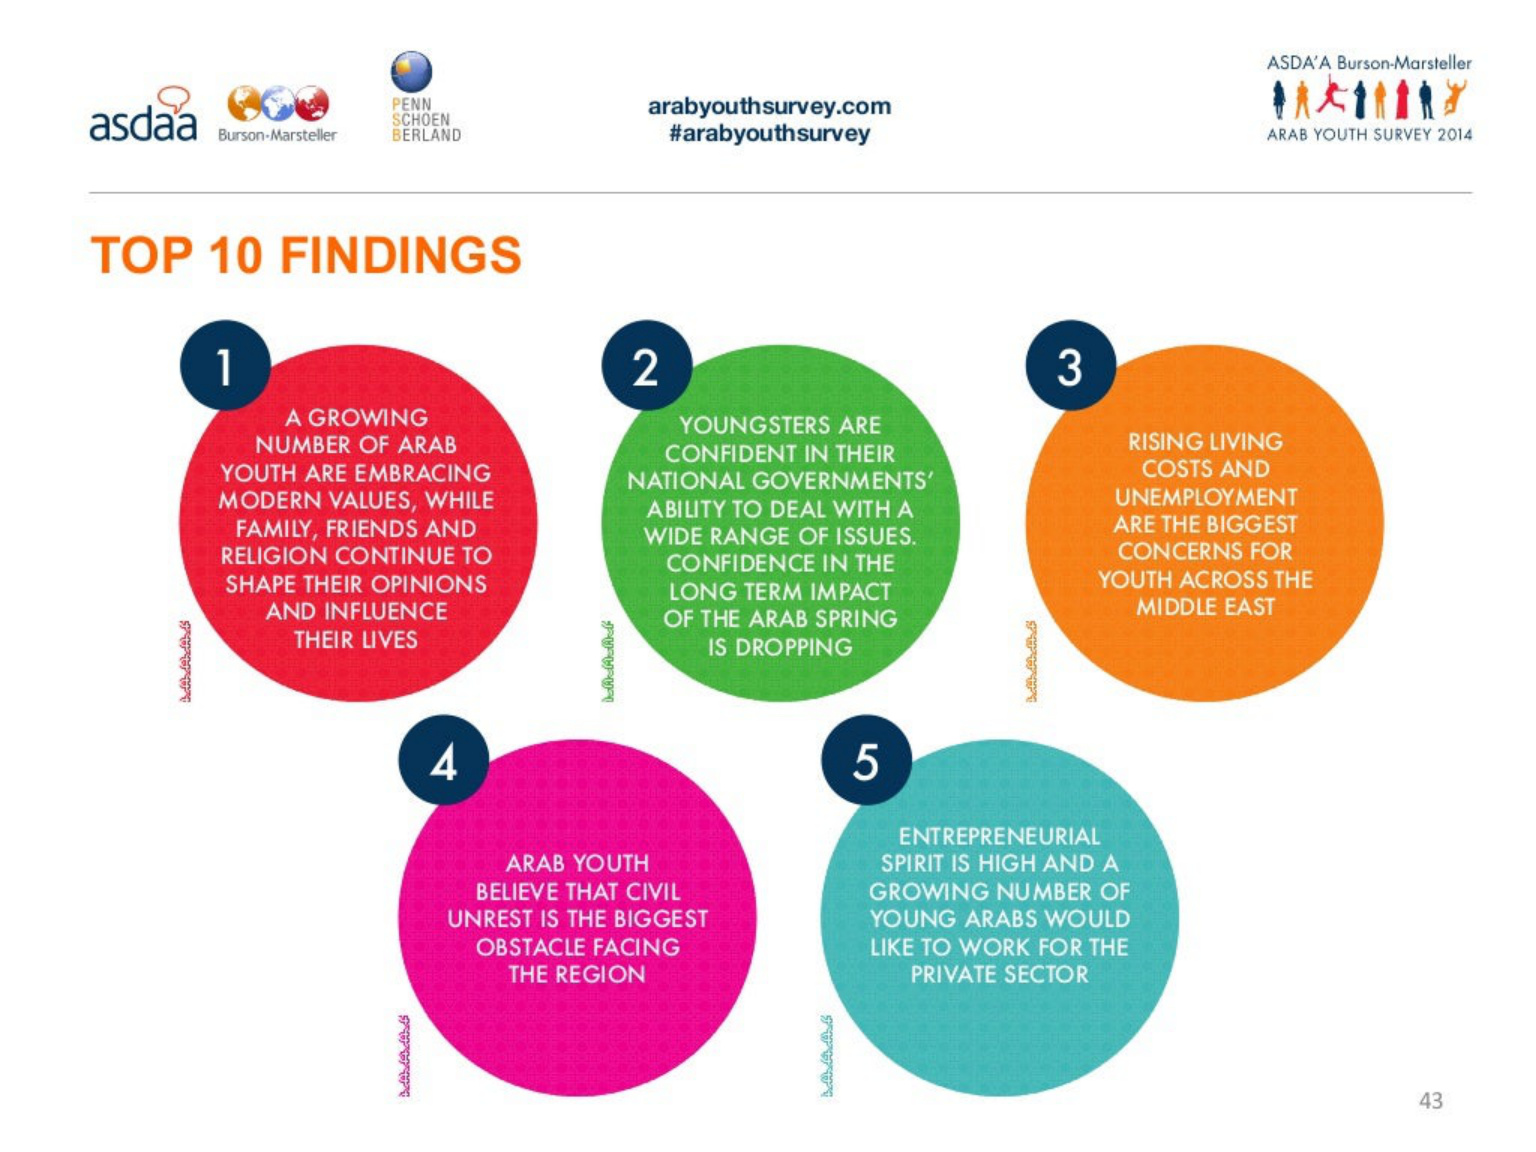 asdaa
Burson-Marsteller
PENN
SCHOEN
BERLAND
arabyouthsurvey.com
#arabyouthsurvey
ASDA'A Burson-Marsteller
ARAB YOUTH SURVEY 2014
TOP 10 FINDINGS
1
A GROWING
NUMBER OF ARAB
YOUTH ARE EMBRACING
MODERN VALUES, WHILE
FAMILY, FRIENDS AND
RELIGION CONTINUE TO
SHAPE THEIR OPINIONS
AND INFLUENCE
THEIR LIVES
2
YOUNGSTERS ARE
CONFIDENT IN THEIR
NATIONAL GOVERNMENTS'
ABILITY TO DEAL WITH A
WIDE RANGE OF ISSUES.
CONFIDENCE IN THE
LONG TERM IMPACT
OF THE ARAB SPRING
IS DROPPING
3
RISING LIVING
COSTS AND
UNEMPLOYMENT
ARE THE BIGGEST
CONCERNS FOR
YOUTH ACROSS THE
MIDDLE EAST
4
ARAB YOUTH
BELIEVE THAT CIVIL
UNREST IS THE BIGGEST
OBSTACLE FACING
THE REGION
5
ENTREPRENEURIAL
SPIRIT IS HIGH AND A
GROWING NUMBER OF
YOUNG ARABS WOULD
LIKE TO WORK FOR THE
PRIVATE SECTOR
43